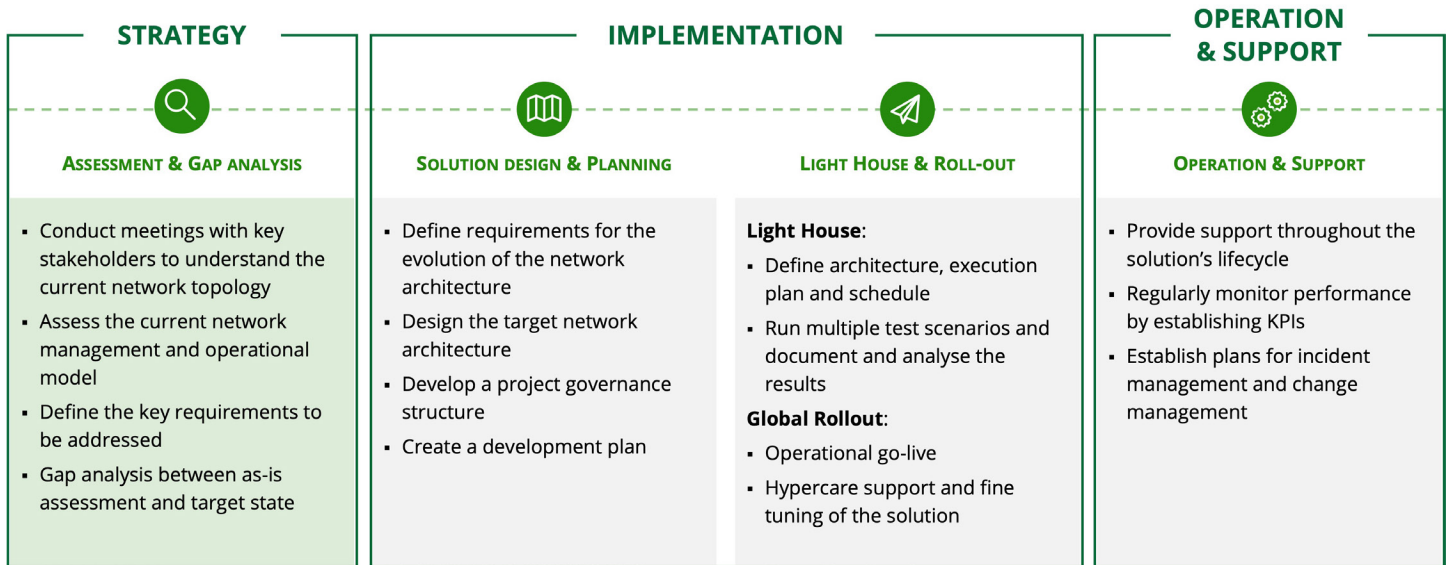 STRATEGY
ASSESSMENT & GAP ANALYSIS
▪ Conduct meetings with key
stakeholders to understand the
current network topology
▪ Assess the current network
management and operational
model
▪ Define the key requirements to
be addressed
▪ Gap analysis between as-is
assessment and target state
IMPLEMENTATION
SOLUTION DESIGN & PLANNING
▪ Define requirements for the
evolution of the network
architecture
▪ Design the target network
architecture
▪ Develop a project governance
structure
▪ Create a development plan
LIGHT HOUSE & ROLL-OUT
Light House:
▪ Define architecture, execution
plan and schedule
▪ Run multiple test scenarios and
document and analyse the
results
Global Rollout:
▪ Operational go-live
▪ Hypercare support and fine
tuning of the solution
OPERATION
& SUPPORT
OPERATION & SUPPORT
▪ Provide support throughout the
solution’s lifecycle
▪ Regularly monitor performance
by establishing KPIs
▪ Establish plans for incident
management and change
management